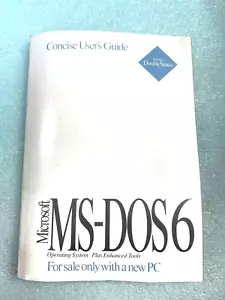 Concise User's Guide
DoubleSpace
Microsoft
MS-DOS 6
Operating System Plus Enhanced Tools
For sale only with a new PC